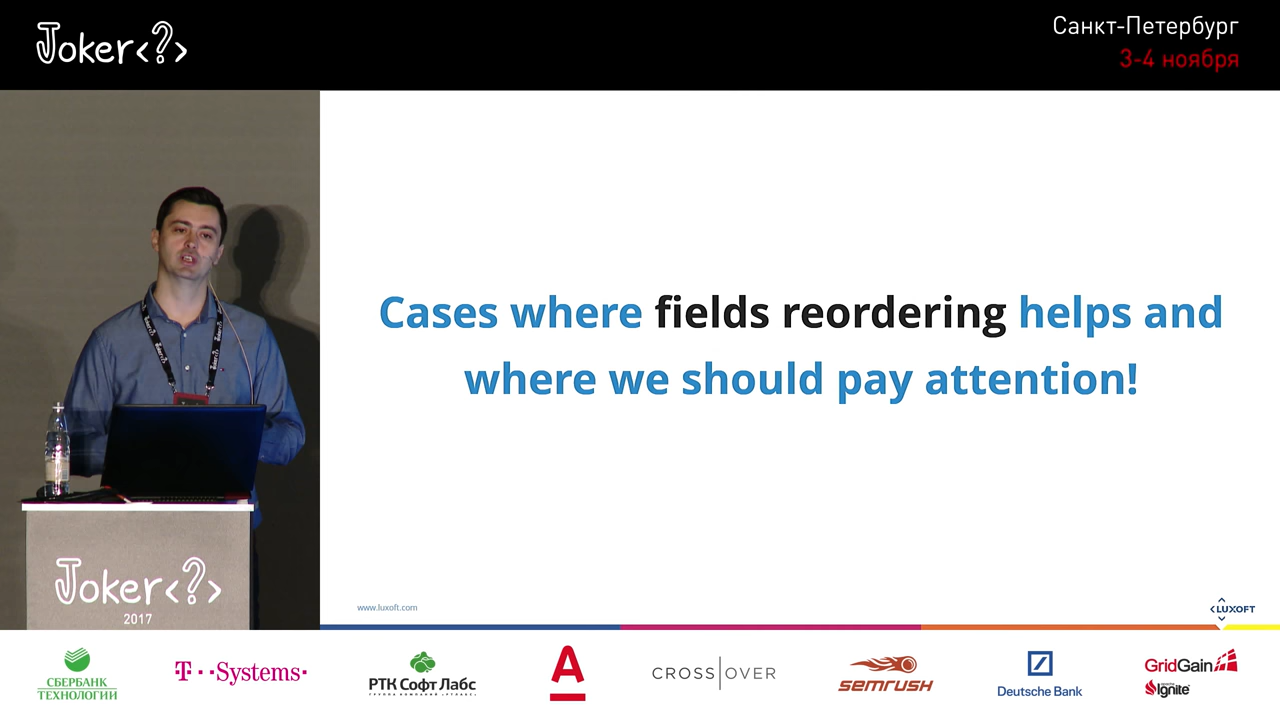 Joker<?>
Санкт-Петербург
3-4 ноября
Cases where fields reordering helps and
where we should pay attention!
www.luxoft.com
LUXOFT
Joker<?>
2017
СБЕРБАНК
ТЕХНОЛОГИИ
T··Systems·
РТК Софт Лабс
A
CROSSOVER
semrush
Deutsche Bank
GridGain
Ignite